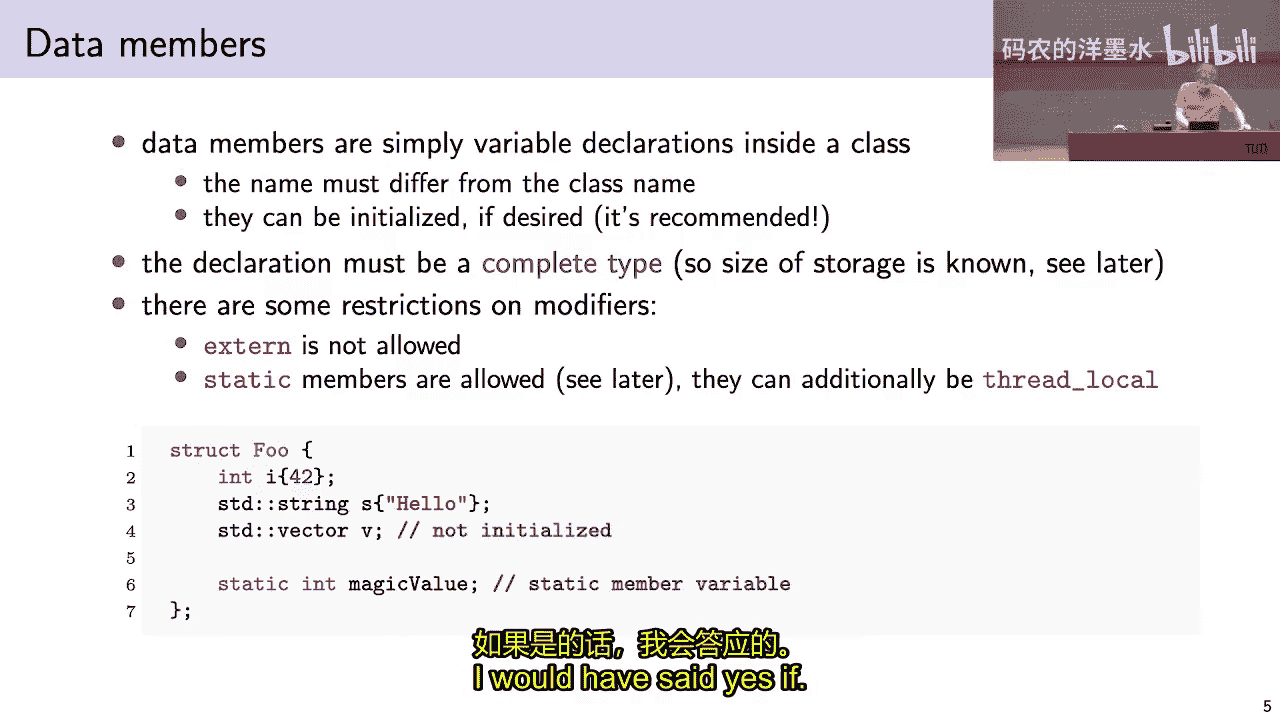 Data members
码农的洋墨水 bilibili
TUM
• data members are simply variable declarations inside a class
• the name must differ from the class name
• they can be initialized, if desired (it's recommended!)
• the declaration must be a complete type (so size of storage is known, see later)
• there are some restrictions on modifiers:
• extern is not allowed
• static members are allowed (see later), they can additionally be thread_local
1 struct Foo {
2 int i{42};
3 std::string s{"Hello"};
4 std::vector v; // not initialized
5
6 static int magicValue; // static member variable
7 };
如果是的话，我会答应的。
I would have said yes if.
5